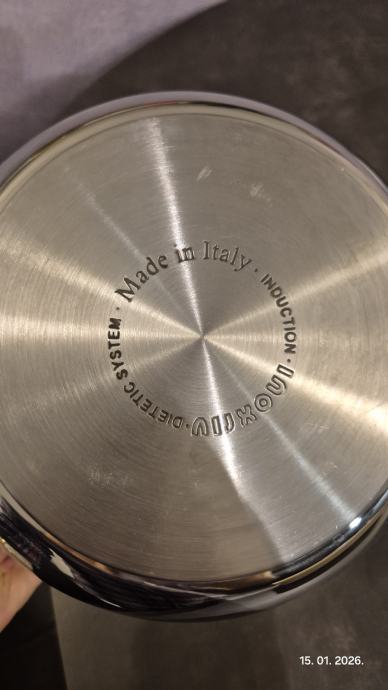 Made in Italy · INDUCTION · INOXRIV · DIETETIC SYSTEM ·
15. 01. 2026.